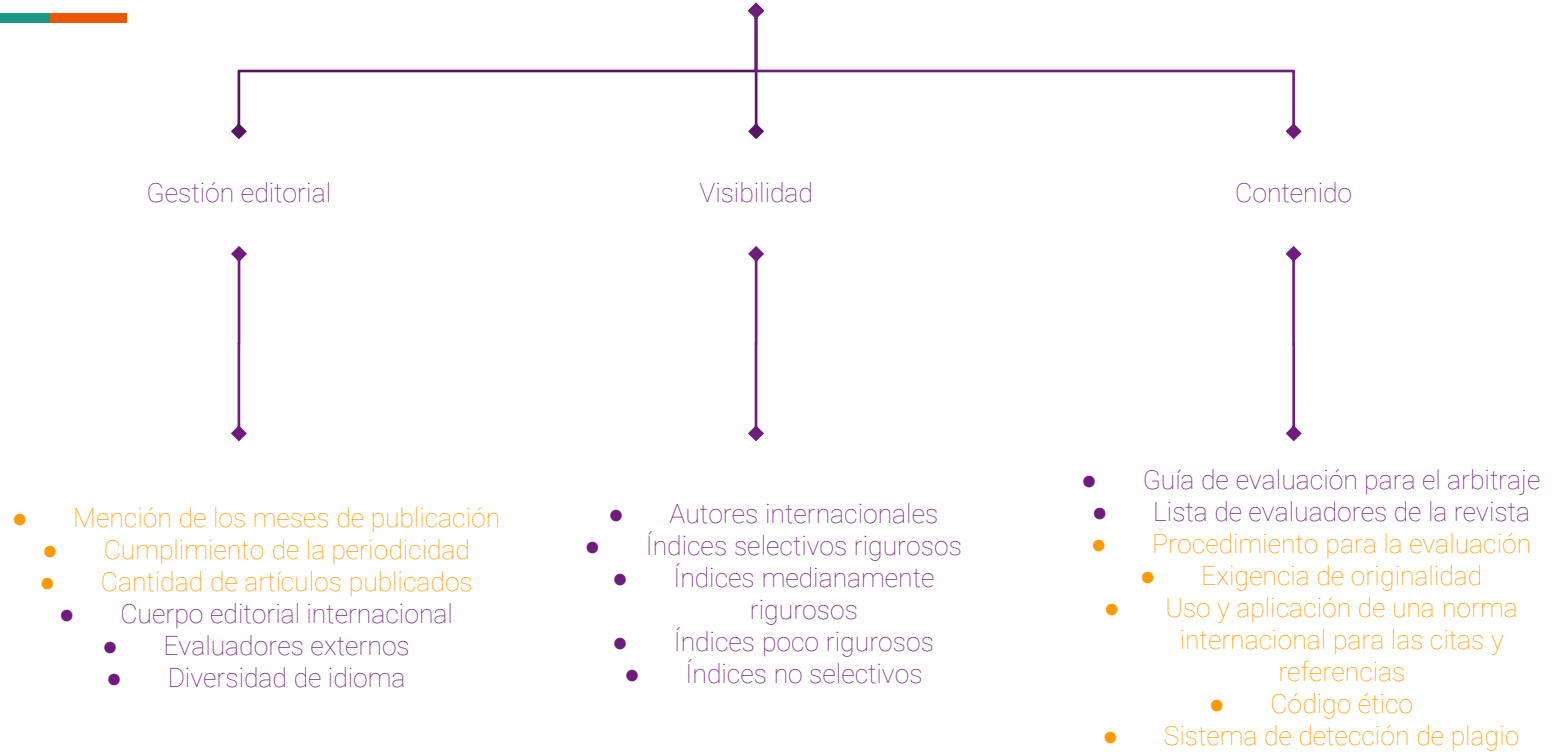 Gestión editorial
Visibilidad
Contenido
Mención de los meses de publicación
Cumplimiento de la periodicidad
Cantidad de artículos publicados
Cuerpo editorial internacional
Evaluadores externos
Diversidad de idioma
Autores internacionales
Índices selectivos rigurosos
Índices medianamente
rigurosos
Índices poco rigurosos
Índices no selectivos
Guía de evaluación para el arbitraje
Lista de evaluadores de la revista
Procedimiento para la evaluación
Exigencia de originalidad
Uso y aplicación de una norma
internacional para las citas y
referencias
Código ético
Sistema de detección de plagio